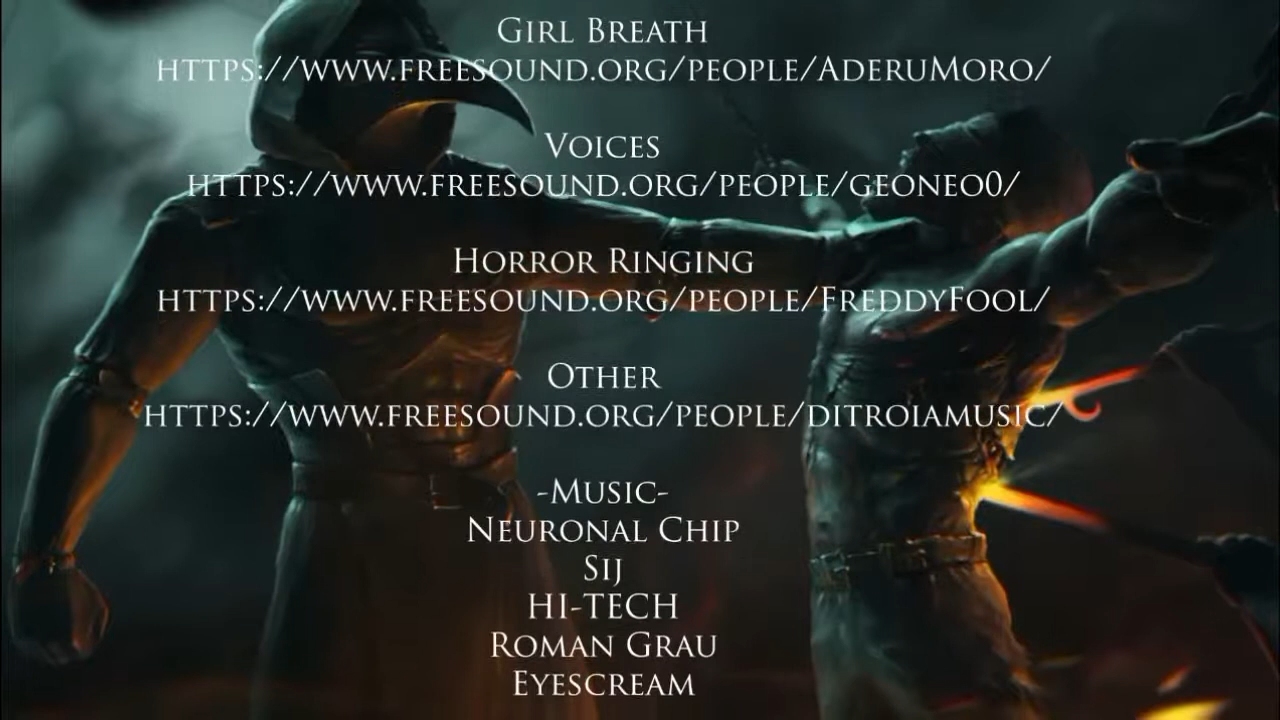 Girl Breath
https://www.freesound.org/people/AderuMoro/
Voices
https://www.freesound.org/people/geoneo0/
Horror Ringing
https://www.freesound.org/people/FreddyFool/
Other
https://www.freesound.org/people/ditroiamusic/
-Music-
Neuronal Chip
Sij
HI-TECH
Roman Grau
Eyescream